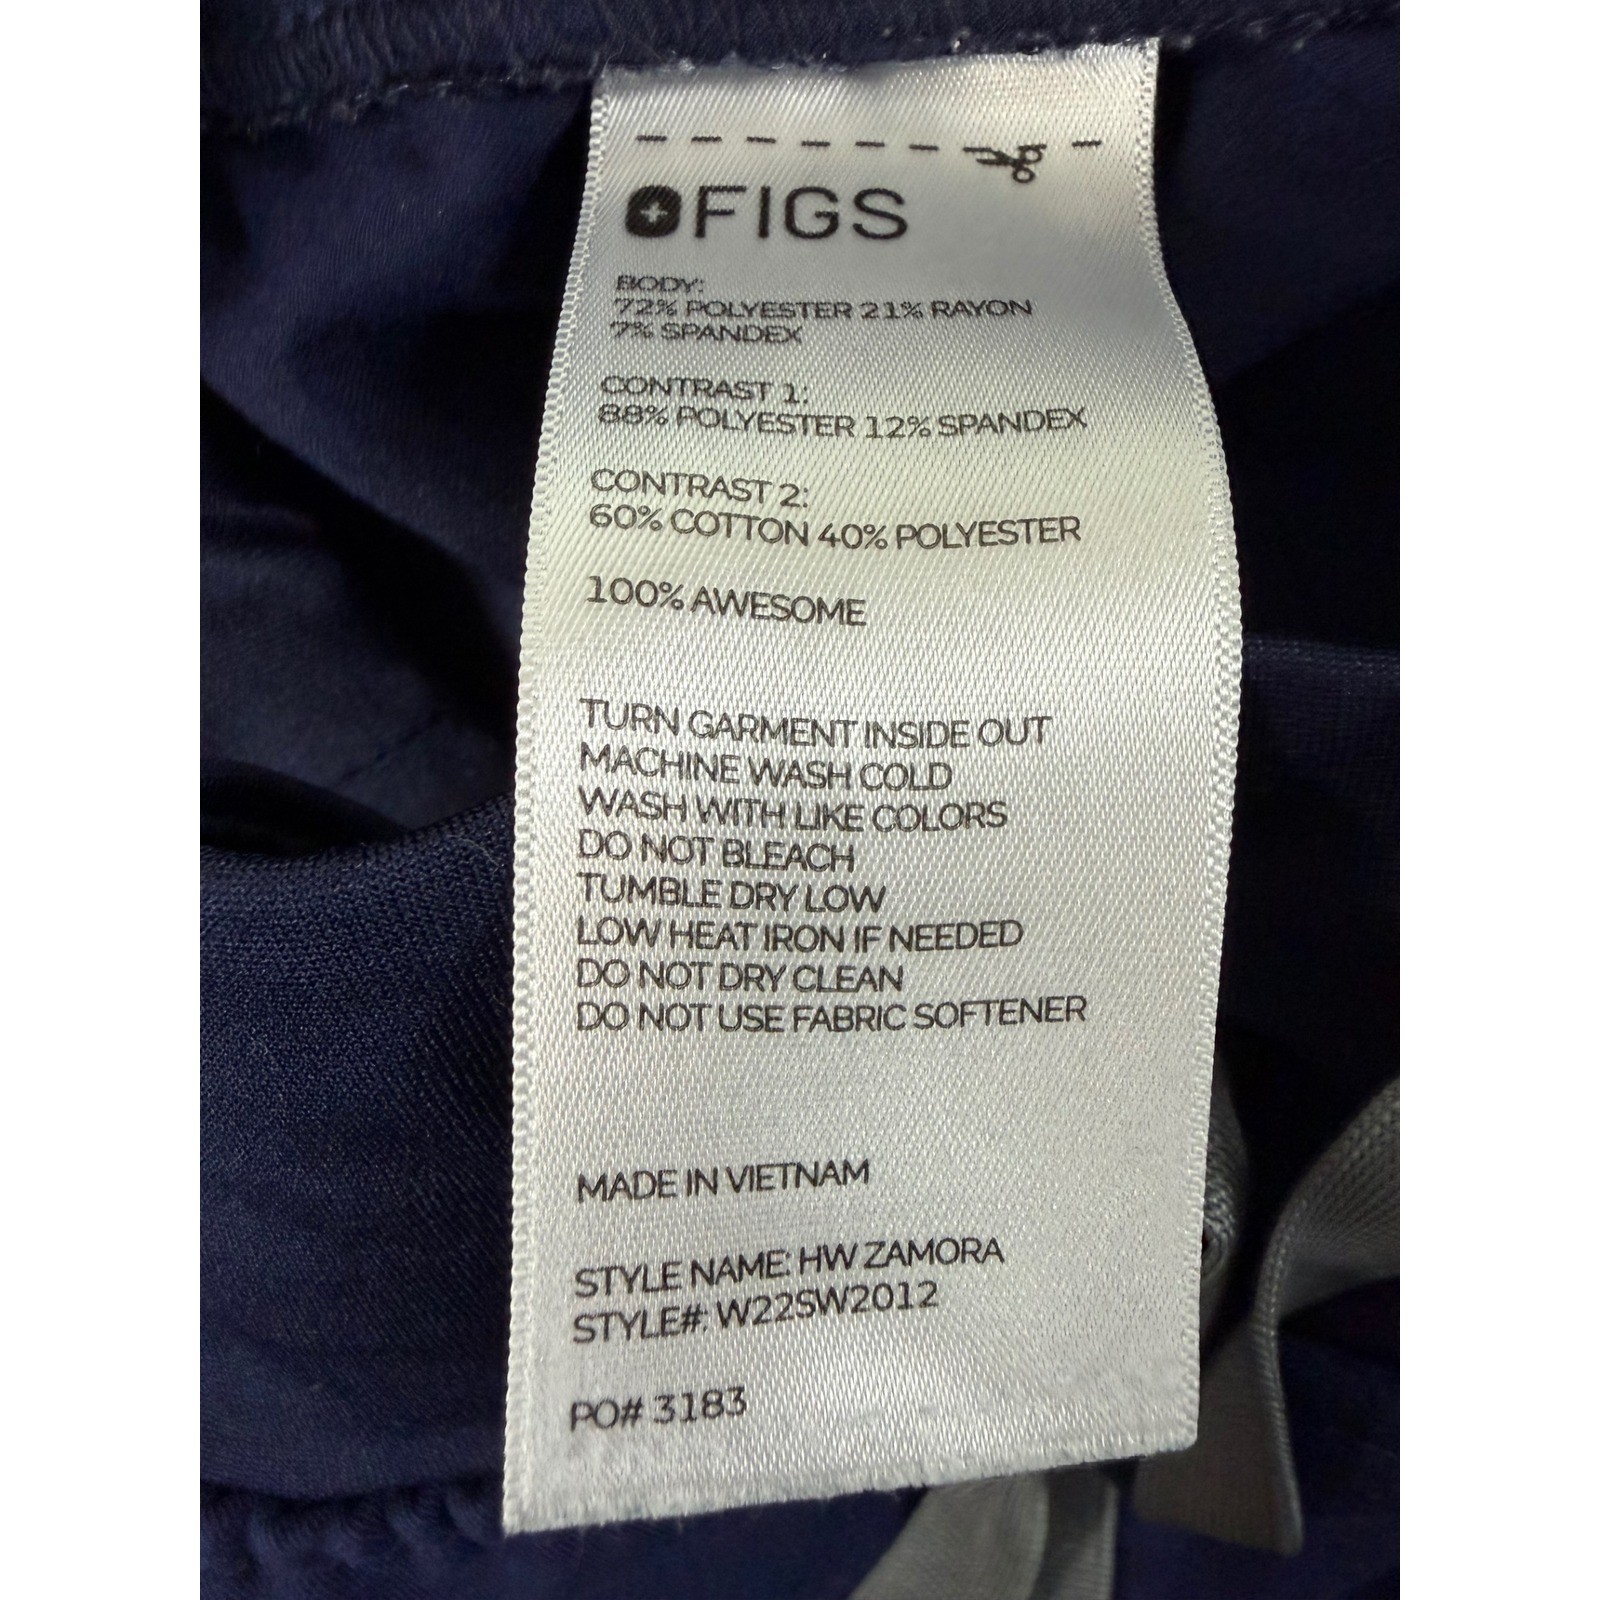 FIGS
BODY:
72% POLYESTER 21% RAYON
7% SPANDEX
CONTRAST 1:
88% POLYESTER 12% SPANDEX
CONTRAST 2:
60% COTTON 40% POLYESTER
100% AWESOME
TURN GARMENT INSIDE OUT
MACHINE WASH COLD
WASH WITH LIKE COLORS
DO NOT BLEACH
TUMBLE DRY LOW
LOW HEAT IRON IF NEEDED
DO NOT DRY CLEAN
DO NOT USE FABRIC SOFTENER
MADE IN VIETNAM
STYLE NAME: HW ZAMORA
STYLE#: W22SW2012
PO# 3183